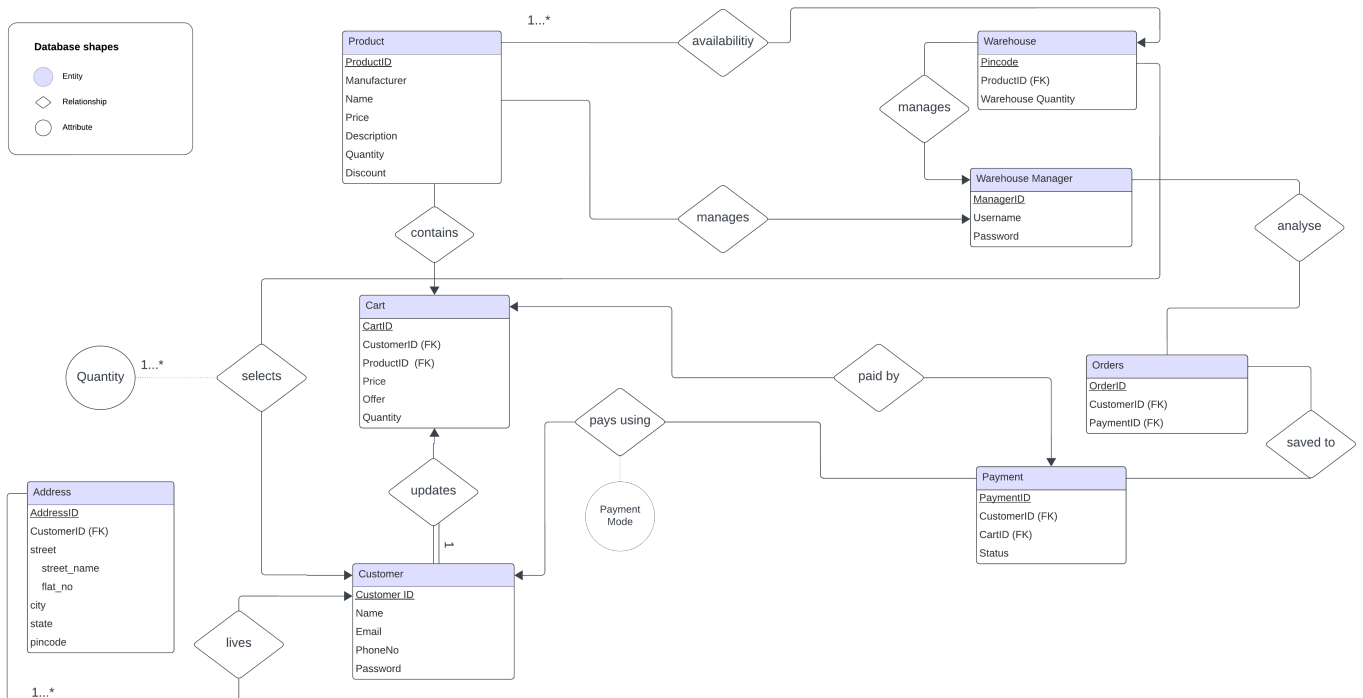 Database shapes
Entity
Relationship
Attribute
1...*
Product
ProductID
Manufacturer
Name
Price
Description
Quantity
Discount
availabilitiy
Warehouse
Pincode
ProductID (FK)
Warehouse Quantity
manages
Warehouse Manager
ManagerID
Username
Password
manages
contains
analyse
Cart
CartID
CustomerID (FK)
ProductID (FK)
Price
Offer
Quantity
Quantity
1...*
selects
paid by
Orders
OrderID
CustomerID (FK)
PaymentID (FK)
saved to
pays using
Payment
Mode
Payment
PaymentID
CustomerID (FK)
CartID (FK)
Status
updates
1
Address
AddressID
CustomerID (FK)
street
street_name
flat_no
city
state
pincode
Customer
Customer ID
Name
Email
PhoneNo
Password
lives
1...*